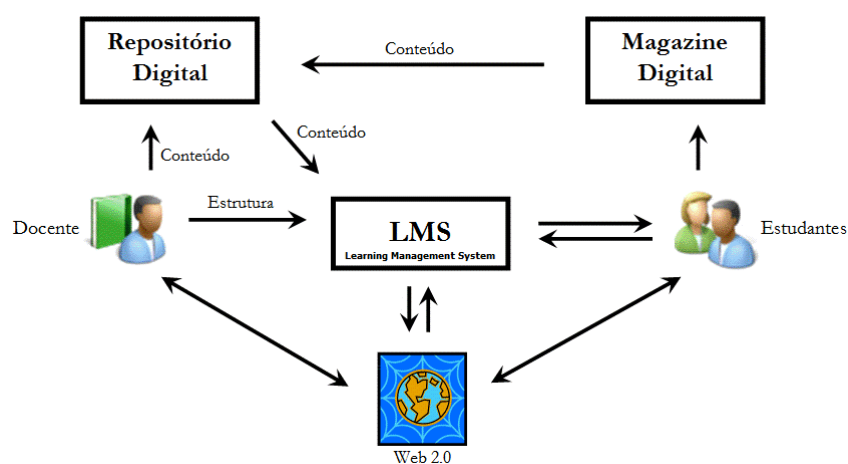 Repositório
Digital
Conteúdo
Magazine
Digital
Conteúdo
Conteúdo
Estrutura
Docente
LMS
Learning Management System
Estudantes
Web 2.0